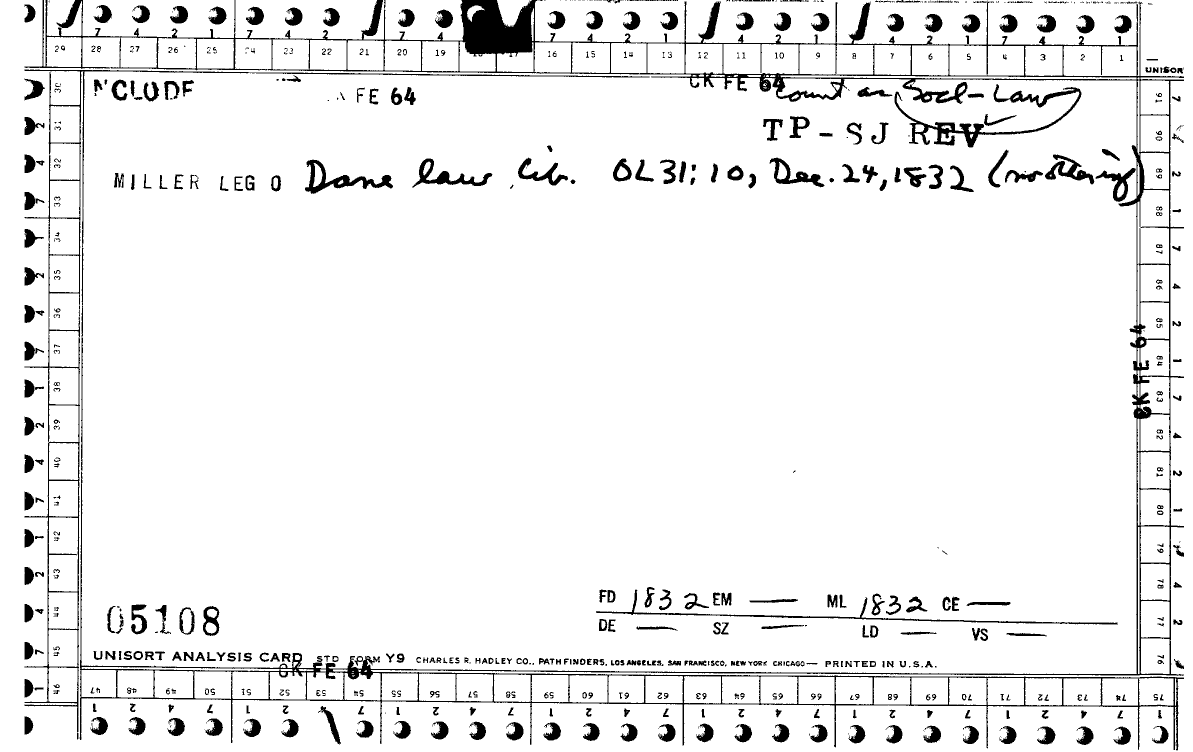 7 4 2 1 7 4 2 1 7 4 2 1 7 4 2 1 7 4 2 1 7 4 2 1
29 28 27 26 25 24 23 22 21 20 19 17 16 15 14 13 12 11 10 9 8 7 6 5 4 3 2 1
UNISORT
NCLUDE FE 64 CK FE 64 Count as Socl-Law
TP-SJ REV
MILLER LEG O Dane law lib. OL31:10, Dec. 24, 1832 (no othering)
30 31 32 33 34 35 36 37 38 39 40 41 42 43 44 45 46
91 90 89 88 87 86 85 84 83 82 81 80 79 78 77 76
CK FE 64
FD 1832 EM — ML 1832 CE —
05108
DE — SZ — LD — VS —
UNISORT ANALYSIS CARD STD FORM Y9 CHARLES R. HADLEY CO., PATHFINDERS, LOS ANGELES, SAN FRANCISCO, NEW YORK CHICAGO — PRINTED IN U.S.A.
CK FE 64
47 48 49 50 51 52 53 54 55 56 57 58 59 60 61 62 63 64 65 66 67 68 69 70 71 72 73 74 75